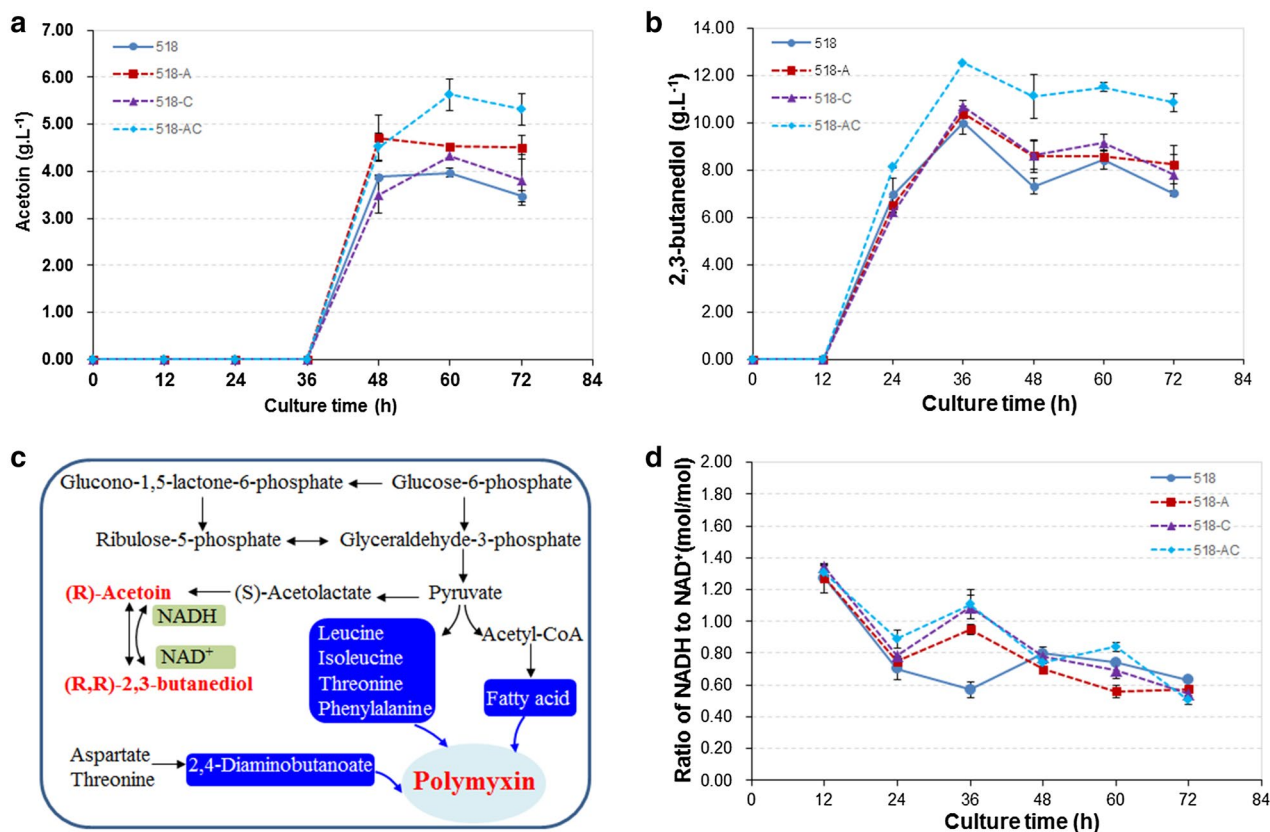 a
7.00
6.00
5.00
4.00
3.00
2.00
1.00
0.00
Acetoin (g.L⁻¹)
518
518-A
518-C
518-AC
0 12 24 36 48 60 72 84
Culture time (h)
b
14.00
12.00
10.00
8.00
6.00
4.00
2.00
0.00
2,3-butanediol (g.L⁻¹)
518
518-A
518-C
518-AC
0 12 24 36 48 60 72 84
Culture time (h)
c
Glucono-1,5-lactone-6-phosphate Glucose-6-phosphate
Ribulose-5-phosphate Glyceraldehyde-3-phosphate
(R)-Acetoin (S)-Acetolactate Pyruvate
NADH
NAD⁺
(R,R)-2,3-butanediol
Leucine
Isoleucine
Threonine
Phenylalanine
Acetyl-CoA
Fatty acid
Aspartate
Threonine
2,4-Diaminobutanoate
Polymyxin
d
2.00
1.80
1.60
1.40
1.20
1.00
0.80
0.60
0.40
0.20
0.00
Ratio of NADH to NAD⁺(mol/mol)
518
518-A
518-C
518-AC
0 12 24 36 48 60 72 84
Culture time (h)